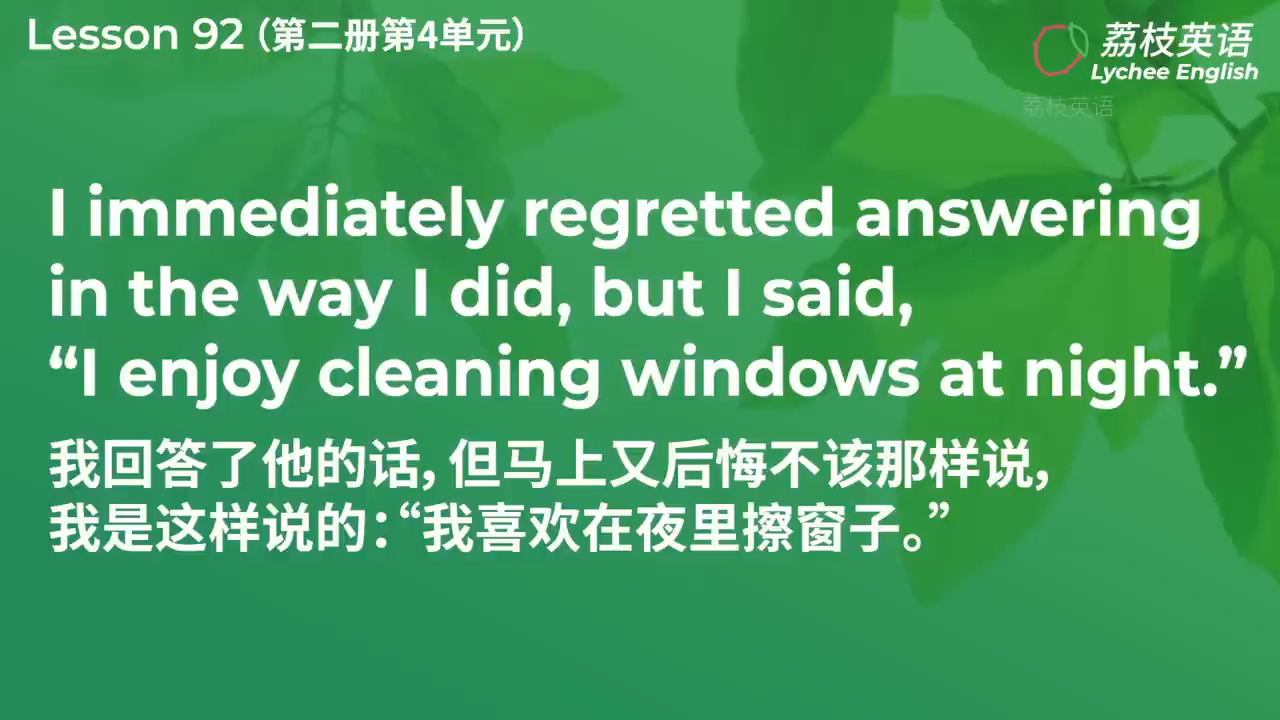 Lesson 92（第二册第4单元）
荔枝英语
Lychee English
荔枝英语
I immediately regretted answering
in the way I did, but I said,
“I enjoy cleaning windows at night.”
我回答了他的话，但马上又后悔不该那样说，
我是这样说的：“我喜欢在夜里擦窗子。”